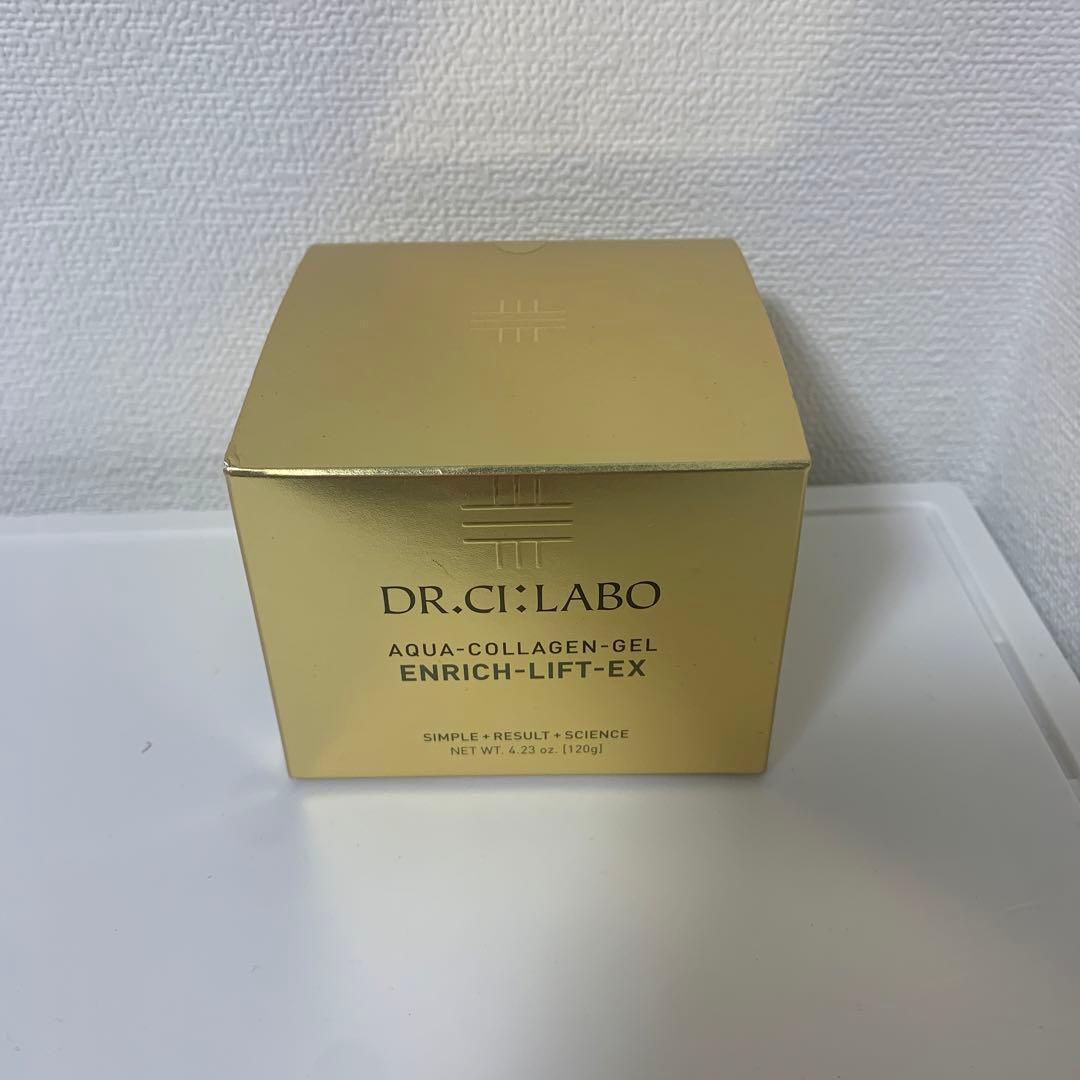 DR.CI:LABO
AQUA-COLLAGEN-GEL
ENRICH-LIFT-EX
SIMPLE+RESULT+SCIENCE
NET WT. 4.23 oz. [120g]